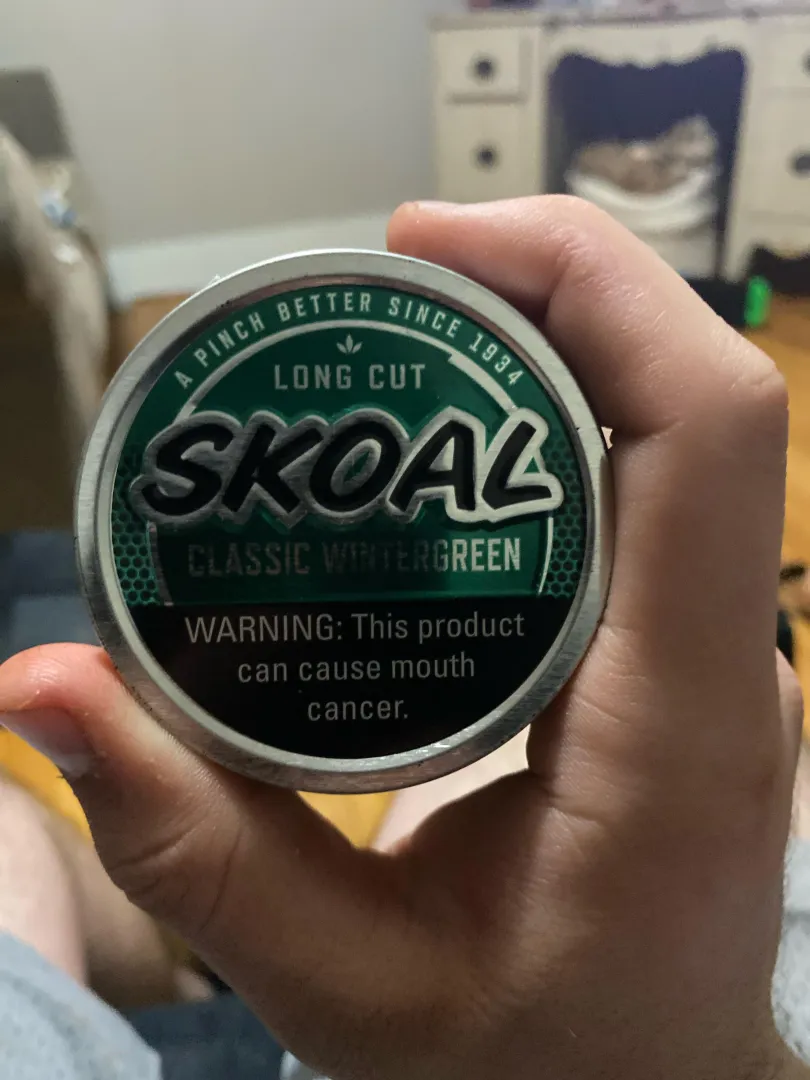 A PINCH BETTER SINCE 1934
LONG CUT
SKOAL
CLASSIC WINTERGREEN
WARNING: This product
can cause mouth
cancer.